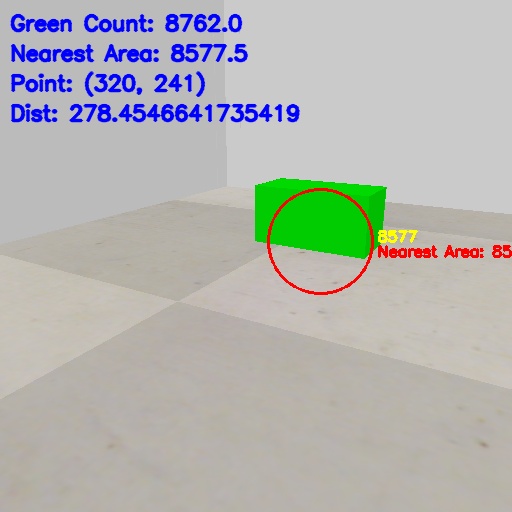 Green Count: 8762.0
Nearest Area: 8577.5
Point: (320, 241)
Dist: 278.4546641735419
8577
Nearest Area: 85